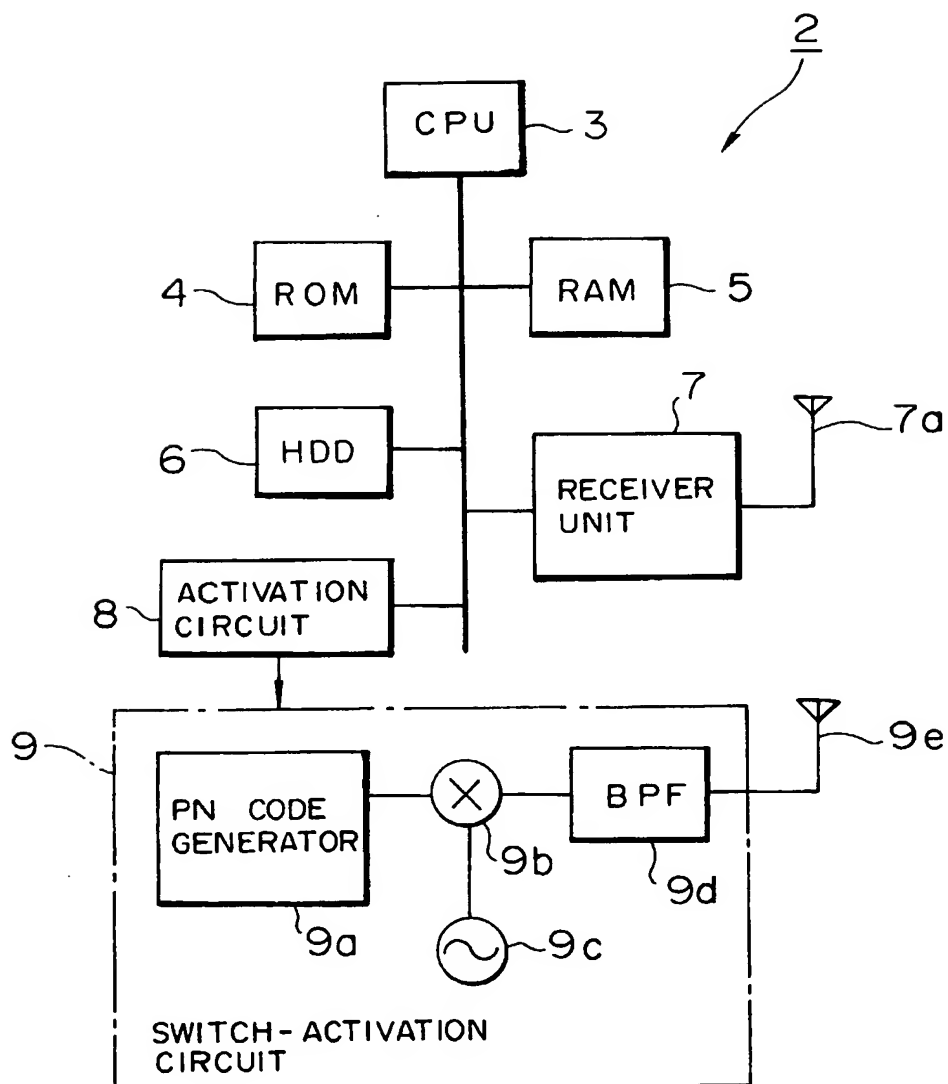 2
CPU
3
4
ROM
RAM
5
7
7a
6
HDD
RECEIVER
UNIT
8
ACTIVATION
CIRCUIT
9
9e
PN CODE
GENERATOR
BPF
9b
9d
9a
9c
SWITCH-ACTIVATION
CIRCUIT